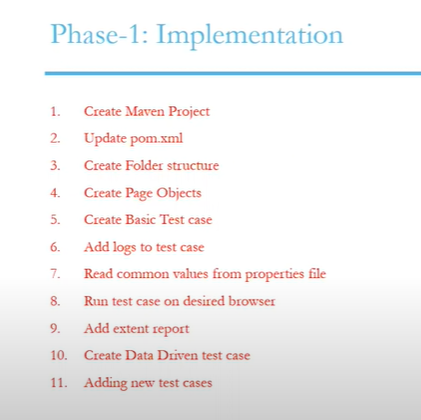 Phase-1: Implementation
1. Create Maven Project
2. Update pom.xml
3. Create Folder structure
4. Create Page Objects
5. Create Basic Test case
6. Add logs to test case
7. Read common values from properties file
8. Run test case on desired browser
9. Add extent report
10. Create Data Driven test case
11. Adding new test cases